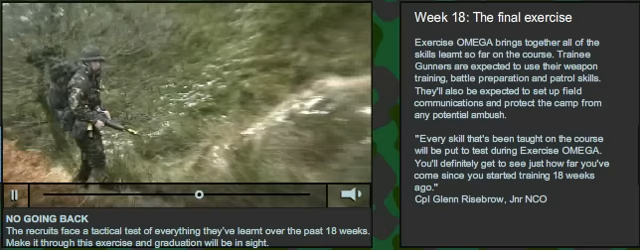 Week 18: The final exercise
Exercise OMEGA brings together all of the
skills learnt so far on the course. Trainee
Gunners are expected to use their weapon
training, battle preparation and patrol skills.
They'll also be expected to set up field
communications and protect the camp from
any potential ambush.
"Every skill that's been taught on the course
will be put to test during Exercise OMEGA.
You'll definitely get to see just how far you've
come since you started training 18 weeks
ago."
Cpl Glenn Risebrow, Jnr NCO
NO GOING BACK
The recruits face a tactical test of everything they've learnt over the past 18 weeks.
Make it through this exercise and graduation will be in sight.